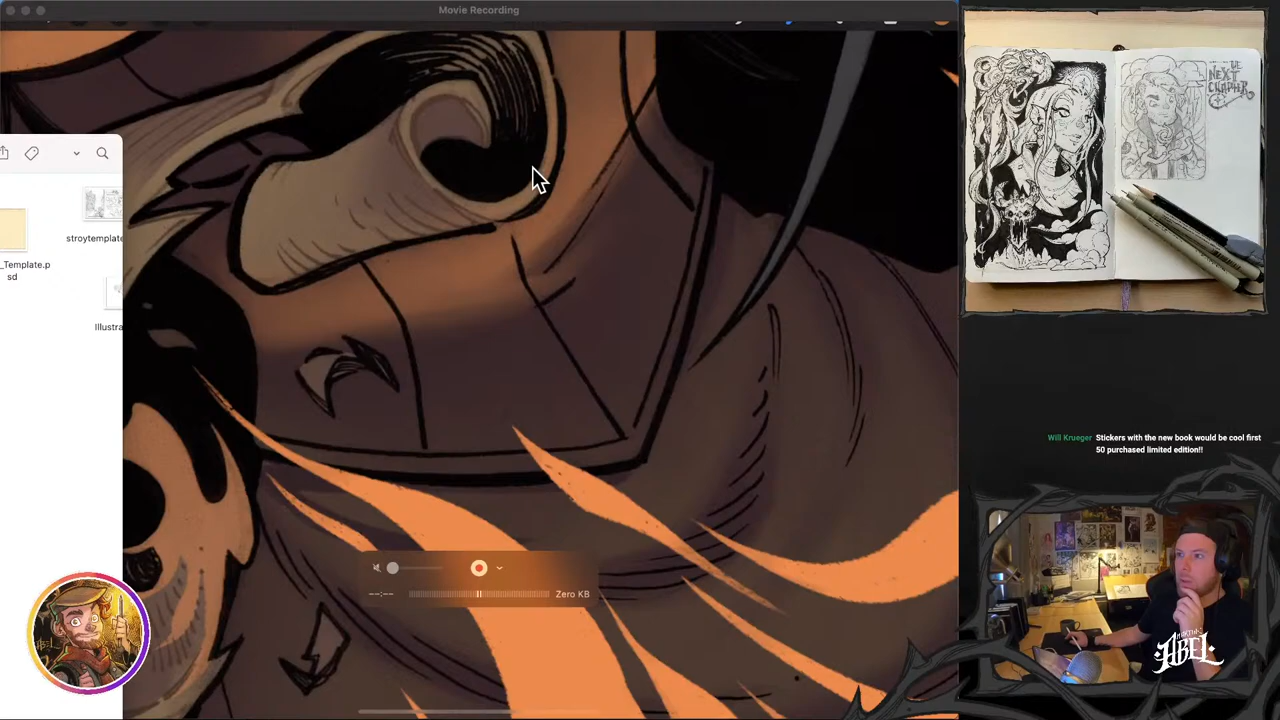 Movie Recording
stroytemplate
_Template.p
sd
Illustra
--:--
Zero KB
THE
NEXT
CHAPTER
Will Krueger Stickers with the new book would be cool first
50 purchased limited edition!!
ABEL